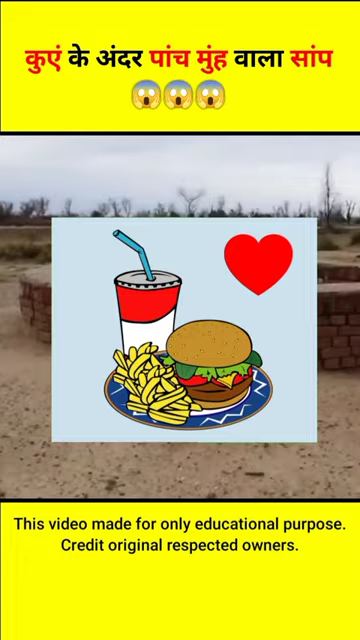 कुएं के अंदर पांच मुंह वाला सांप
😱😱😱
This video made for only educational purpose.
Credit original respected owners.